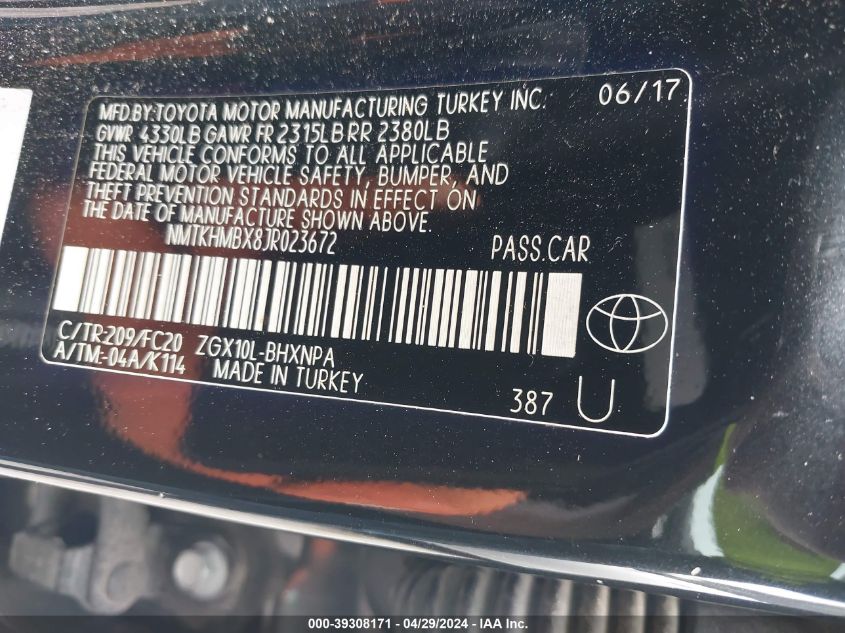 MFD.BY:TOYOTA MOTOR MANUFACTURING TURKEY INC. 06/17
GVWR 4330LB GAWR FR 2315LB RR 2380LB
THIS VEHICLE CONFORMS TO ALL APPLICABLE
FEDERAL MOTOR VEHICLE SAFETY, BUMPER, AND
THEFT PREVENTION STANDARDS IN EFFECT ON
THE DATE OF MANUFACTURE SHOWN ABOVE.
NMTKHMBX8JR023672 PASS.CAR
C/TR-209/FC20 ZGX10L-BHXNPA
A/TM:-04A/K114 MADE IN TURKEY
387 U
000-39308171 | 04/29/2024 | IAA Inc.